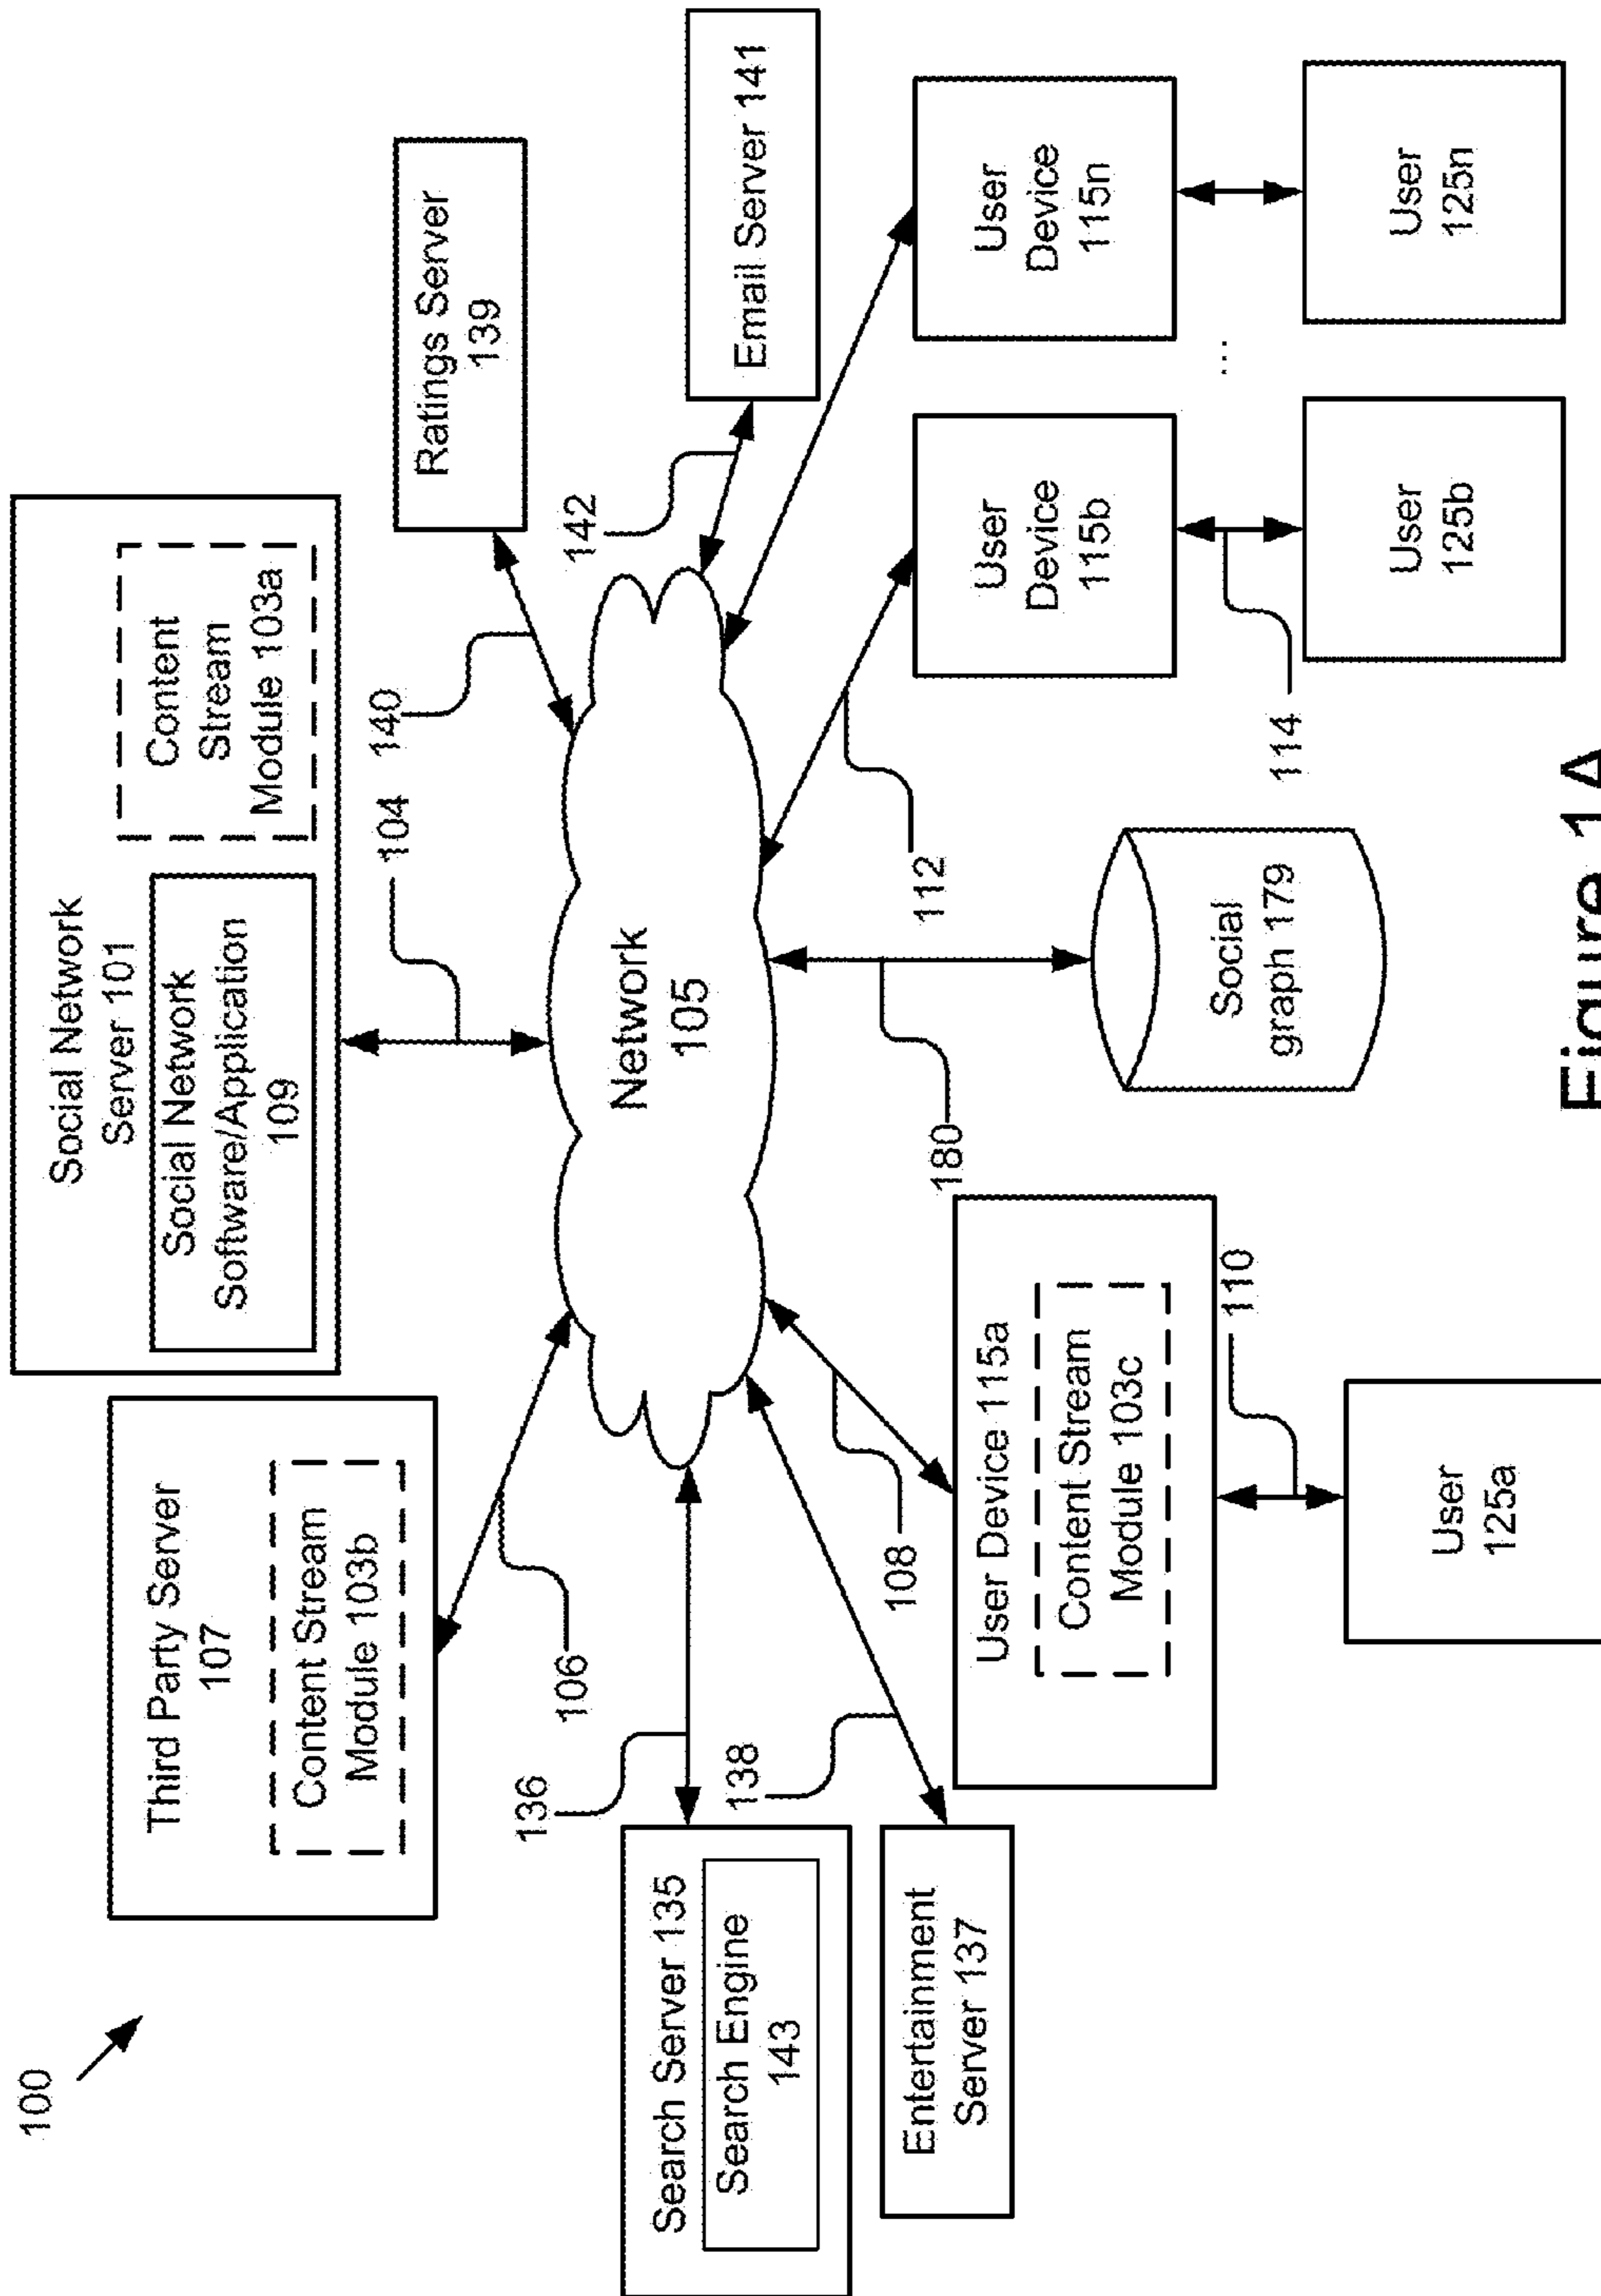 100
Social Network
Server 101
Social Network
Software/Application
109
Content
Stream
Module 103a
Third Party Server
107
Content Stream
Module 103b
Ratings Server
139
104
140
106
136
142
Email Server 141
Search Server 135
Search Engine
143
Network
105
138
Entertainment
Server 137
108
180
112
User Device 115a
Content Stream
Module 103c
User
Device
115b
...
User
Device
115n
110
114
Social
graph 179
User
125a
User
125b
User
125n
Figure 1A